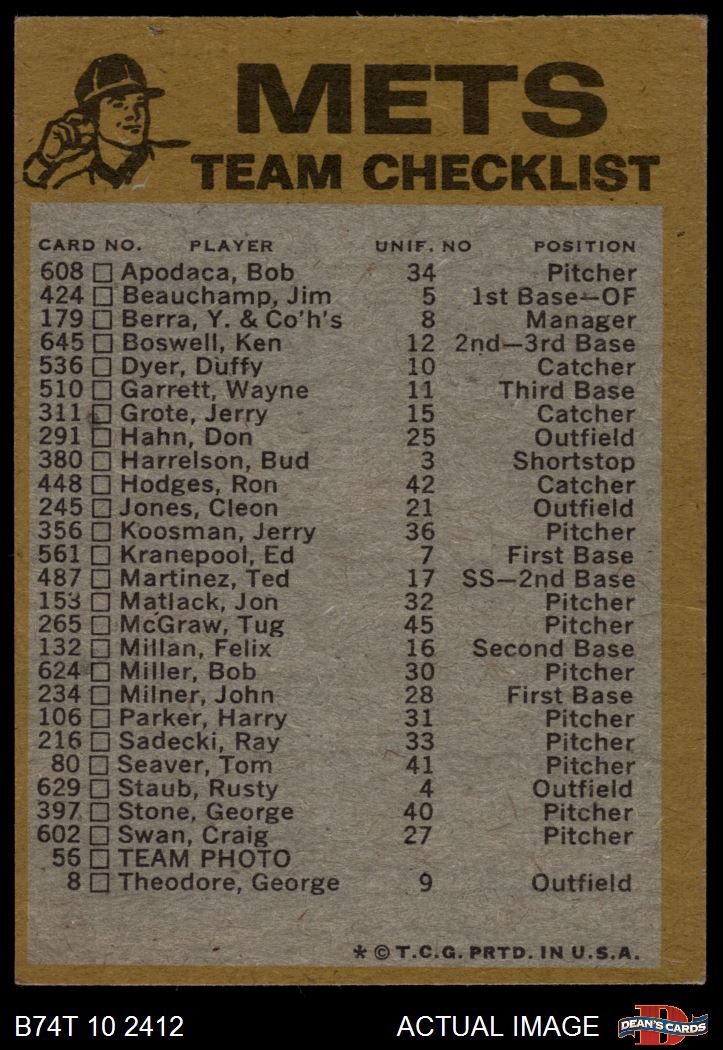 METS
TEAM CHECKLIST
CARD NO. PLAYER UNIF. NO POSITION
608 Apodaca, Bob 34 Pitcher
424 Beauchamp, Jim 5 1st Base—OF
179 Berra, Y. & Co'h's 8 Manager
645 Boswell, Ken 12 2nd—3rd Base
536 Dyer, Duffy 10 Catcher
510 Garrett, Wayne 11 Third Base
311 Grote, Jerry 15 Catcher
291 Hahn, Don 25 Outfield
380 Harrelson, Bud 3 Shortstop
448 Hodges, Ron 42 Catcher
245 Jones, Cleon 21 Outfield
356 Koosman, Jerry 36 Pitcher
561 Kranepool, Ed 7 First Base
487 Martinez, Ted 17 SS—2nd Base
153 Matlack, Jon 32 Pitcher
265 McGraw, Tug 45 Pitcher
132 Millan, Felix 16 Second Base
624 Miller, Bob 30 Pitcher
234 Milner, John 28 First Base
106 Parker, Harry 31 Pitcher
216 Sadecki, Ray 33 Pitcher
80 Seaver, Tom 41 Pitcher
629 Staub, Rusty 4 Outfield
397 Stone, George 40 Pitcher
602 Swan, Craig 27 Pitcher
56 TEAM PHOTO
8 Theodore, George 9 Outfield
* © T.C.G. PRTD. IN U.S.A.
B74T 10 2412 ACTUAL IMAGE D DEAN'S CARDS